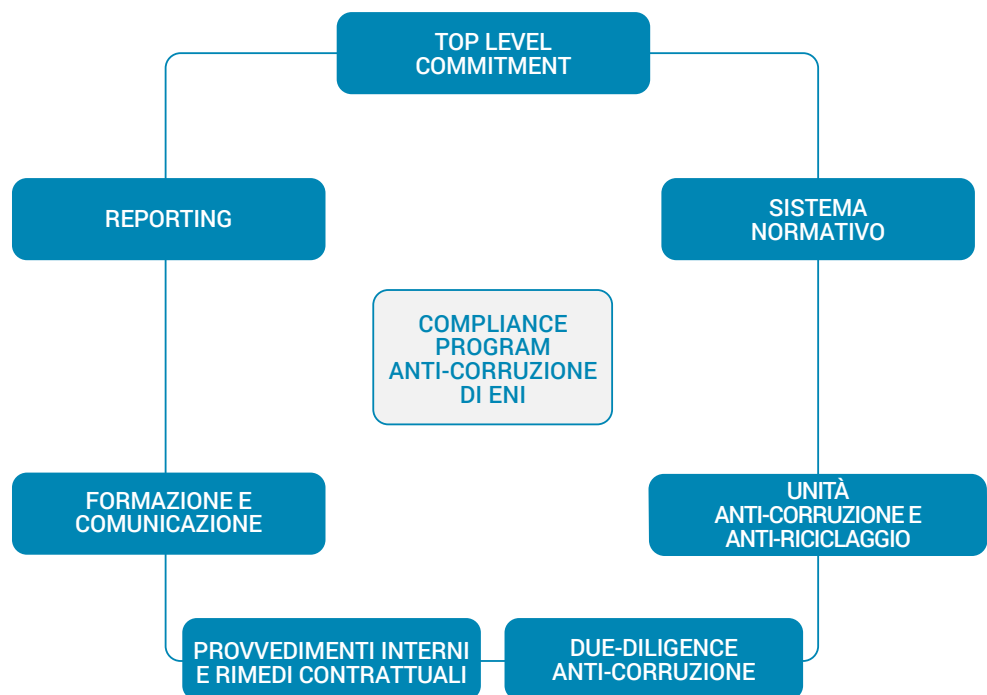 TOP LEVEL
COMMITMENT
REPORTING
SISTEMA
NORMATIVO
COMPLIANCE
PROGRAM
ANTI-CORRUZIONE
DI ENI
FORMAZIONE E
COMUNICAZIONE
UNITÀ
ANTI-CORRUZIONE E
ANTI-RICICLAGGIO
PROVVEDIMENTI INTERNI
E RIMEDI CONTRATTUALI
DUE-DILIGENCE
ANTI-CORRUZIONE